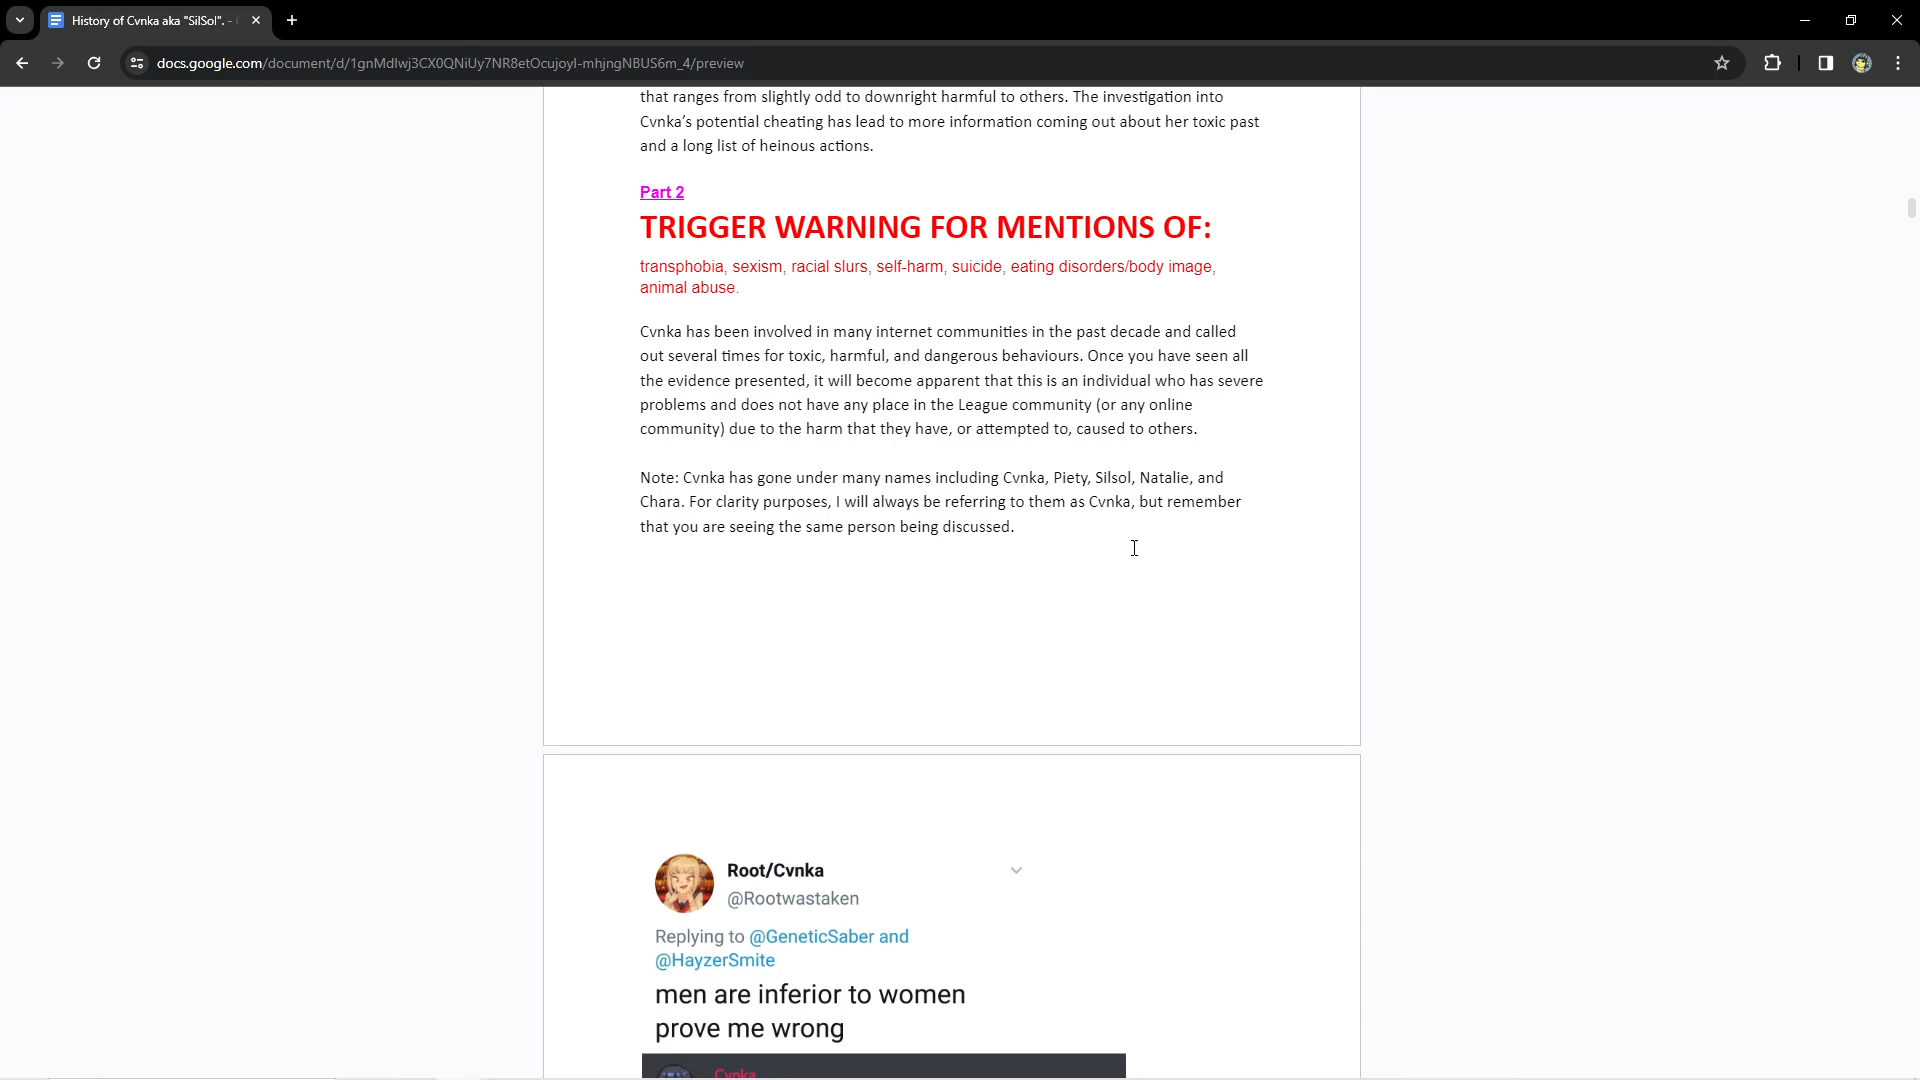 History of Cvnka aka "SilSol". -
docs.google.com/document/d/1gnMdlwj3CX0QNiUy7NR8etOcujoyI-mhjngNBUS6m_4/preview
that ranges from slightly odd to downright harmful to others. The investigation into
Cvnka’s potential cheating has lead to more information coming out about her toxic past
and a long list of heinous actions.
Part 2
TRIGGER WARNING FOR MENTIONS OF:
transphobia, sexism, racial slurs, self-harm, suicide, eating disorders/body image,
animal abuse.
Cvnka has been involved in many internet communities in the past decade and called
out several times for toxic, harmful, and dangerous behaviours. Once you have seen all
the evidence presented, it will become apparent that this is an individual who has severe
problems and does not have any place in the League community (or any online
community) due to the harm that they have, or attempted to, caused to others.
Note: Cvnka has gone under many names including Cvnka, Piety, Silsol, Natalie, and
Chara. For clarity purposes, I will always be referring to them as Cvnka, but remember
that you are seeing the same person being discussed.
Root/Cvnka
@Rootwastaken
Replying to @GeneticSaber and
@HayzerSmite
men are inferior to women
prove me wrong
Cvnka